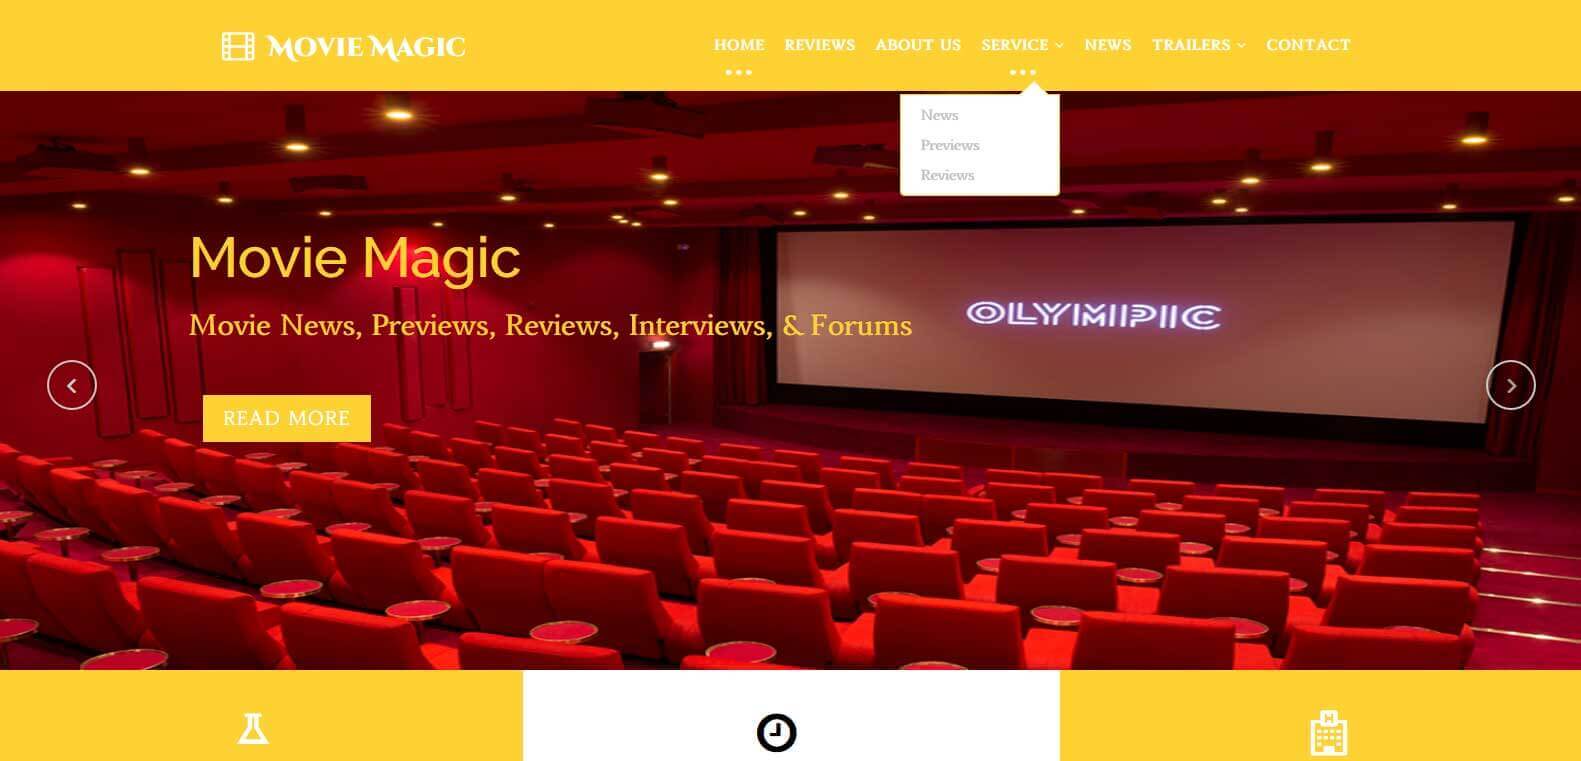 Movie Magic
HOME REVIEWS ABOUT US SERVICE NEWS TRAILERS CONTACT
News
Previews
Reviews
Movie Magic
Movie News, Previews, Reviews, Interviews, & Forums
OLYMPIC
READ MORE
H